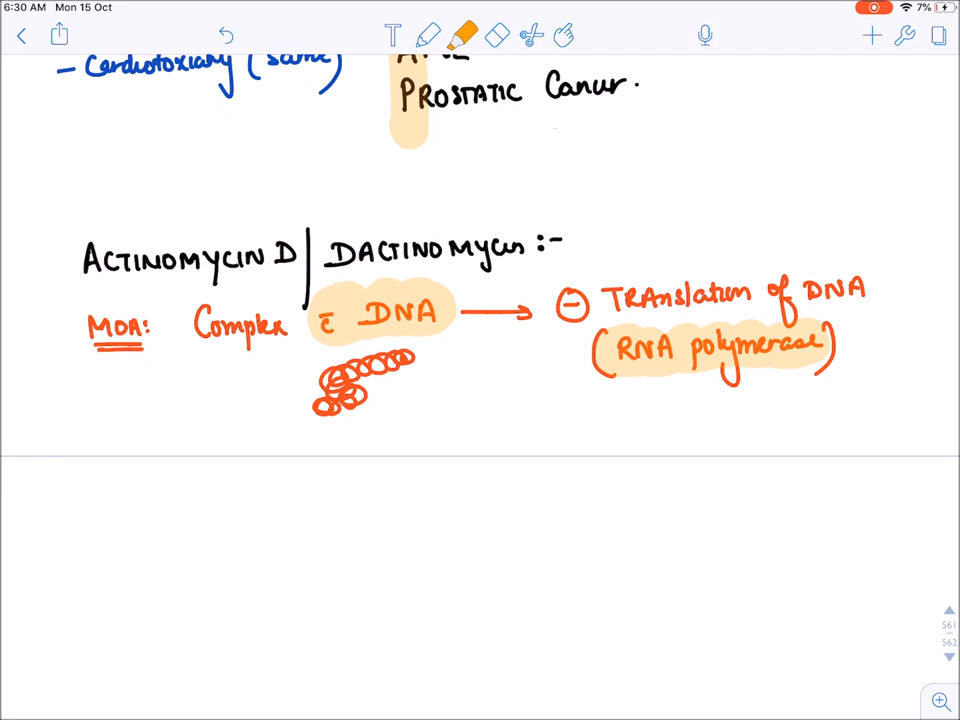 6:30 AM Mon 15 Oct
7%
T
- Cardiotoxicity (same)
PROSTATIC Cancer.
ACTINOMYCIN D | DACTINOMYCIN :-
MOA: Complex c̄ DNA → ⊖ TRAnslation of DNA
(RNA polymerase)
561
562